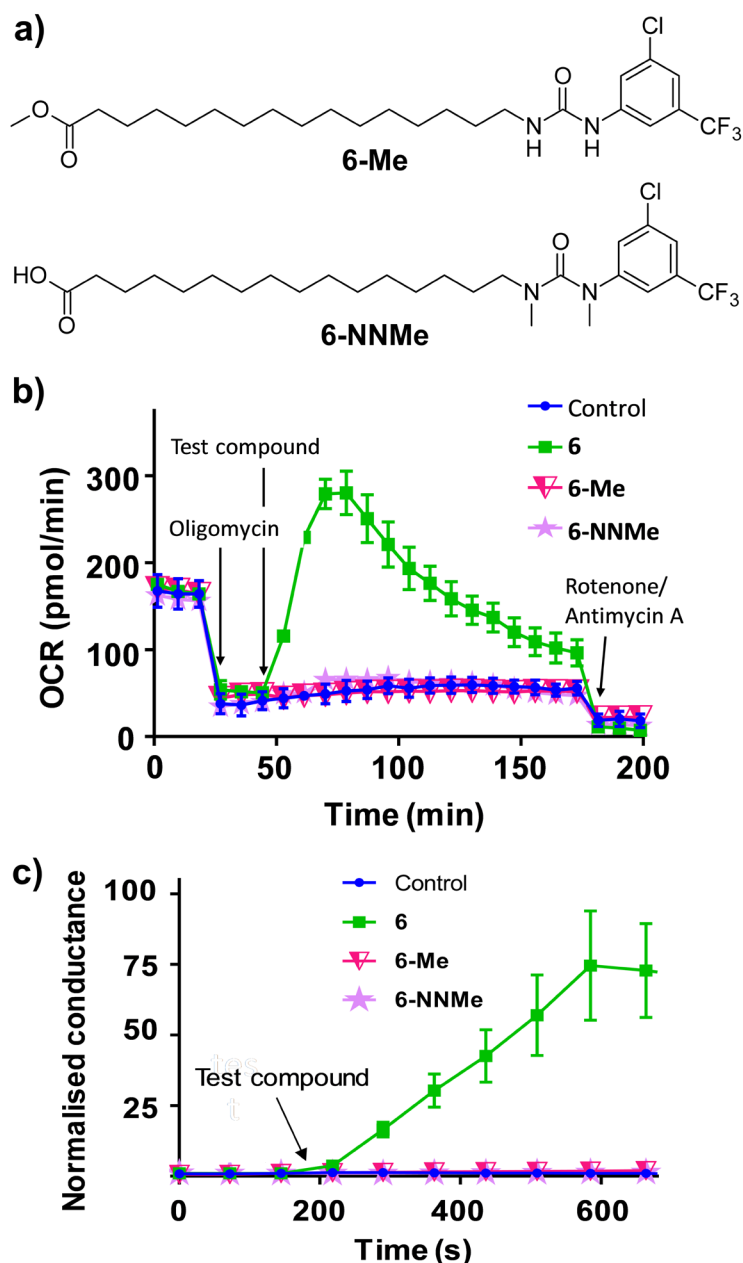 a)
Cl
O
O
O
N
H
N
H
CF3
6-Me
Cl
HO
O
O
N
N
CF3
6-NNMe
b)
OCR (pmol/min)
300
200
100
0
Test compound
Oligomycin
Control
6
6-Me
6-NNMe
Rotenone/
Antimycin A
0
50
100
150
200
Time (min)
c)
Normalised conductance
100
75
50
25
Control
6
6-Me
6-NNMe
tes
t
Test compound
0
200
400
600
Time (s)